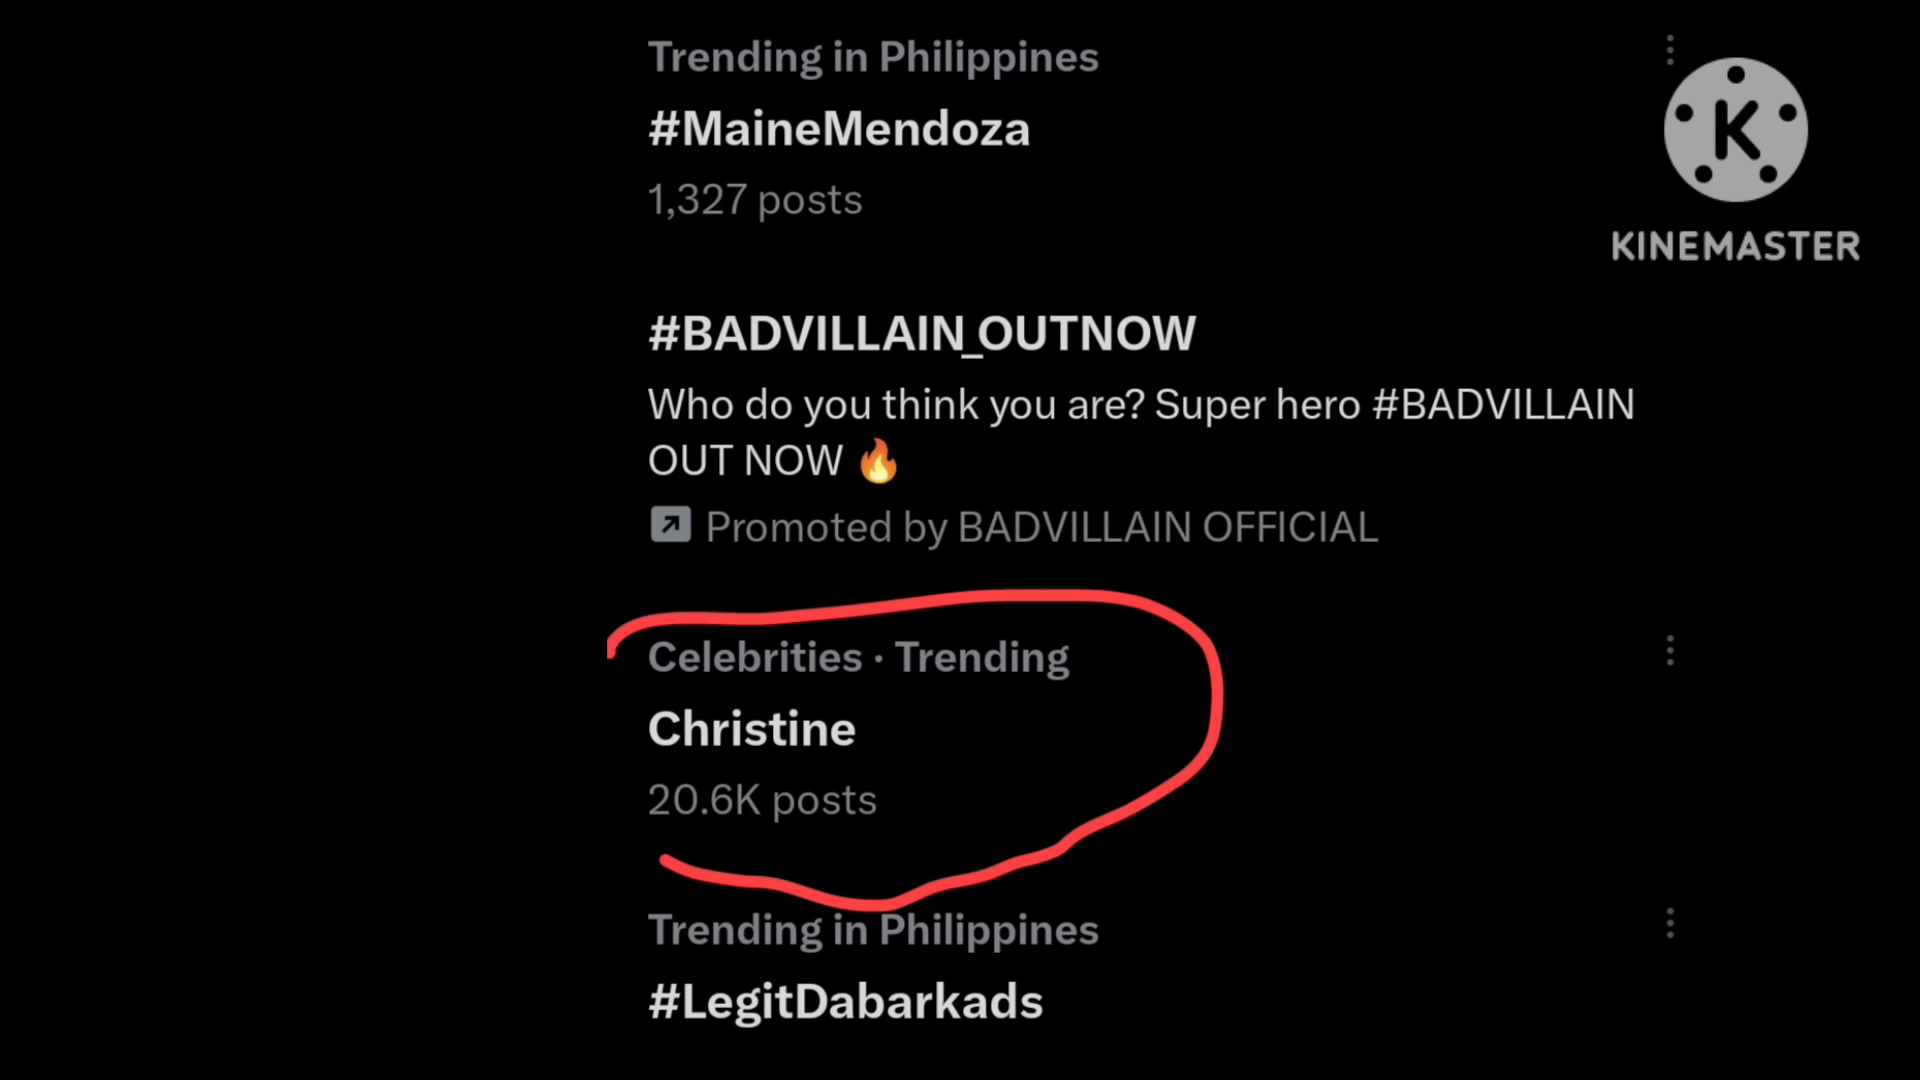 Trending in Philippines
#MaineMendoza
1,327 posts
K
KINEMASTER
#BADVILLAIN_OUTNOW
Who do you think you are? Super hero #BADVILLAIN
OUT NOW 🔥
Promoted by BADVILLAIN OFFICIAL
Celebrities · Trending
Christine
20.6K posts
Trending in Philippines
#LegitDabarkads